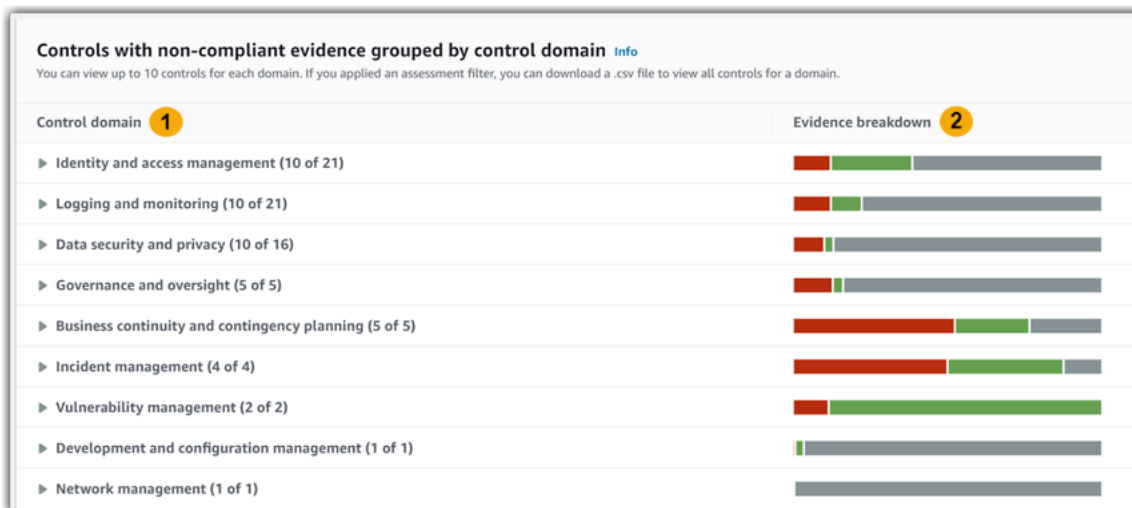 Controls with non-compliant evidence grouped by control domain Info
You can view up to 10 controls for each domain. If you applied an assessment filter, you can download a .csv file to view all controls for a domain.
Control domain 1 Evidence breakdown 2
Identity and access management (10 of 21)
Logging and monitoring (10 of 21)
Data security and privacy (10 of 16)
Governance and oversight (5 of 5)
Business continuity and contingency planning (5 of 5)
Incident management (4 of 4)
Vulnerability management (2 of 2)
Development and configuration management (1 of 1)
Network management (1 of 1)